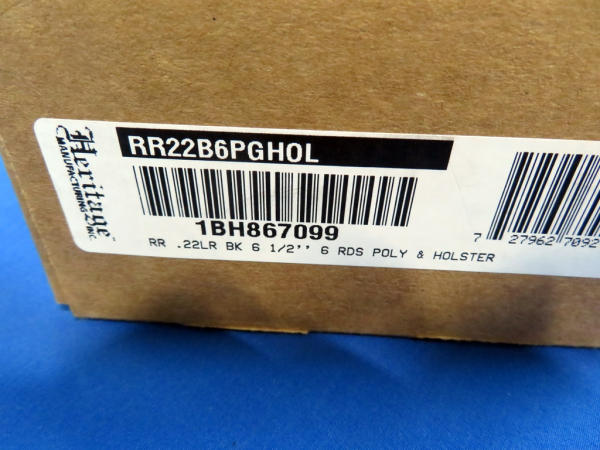 Heritage
MANUFACTURING INC.
RR22B6PGHOL
1BH867099
RR .22LR BK 6 1/2'' 6 RDS POLY & HOLSTER
7 27962 7092